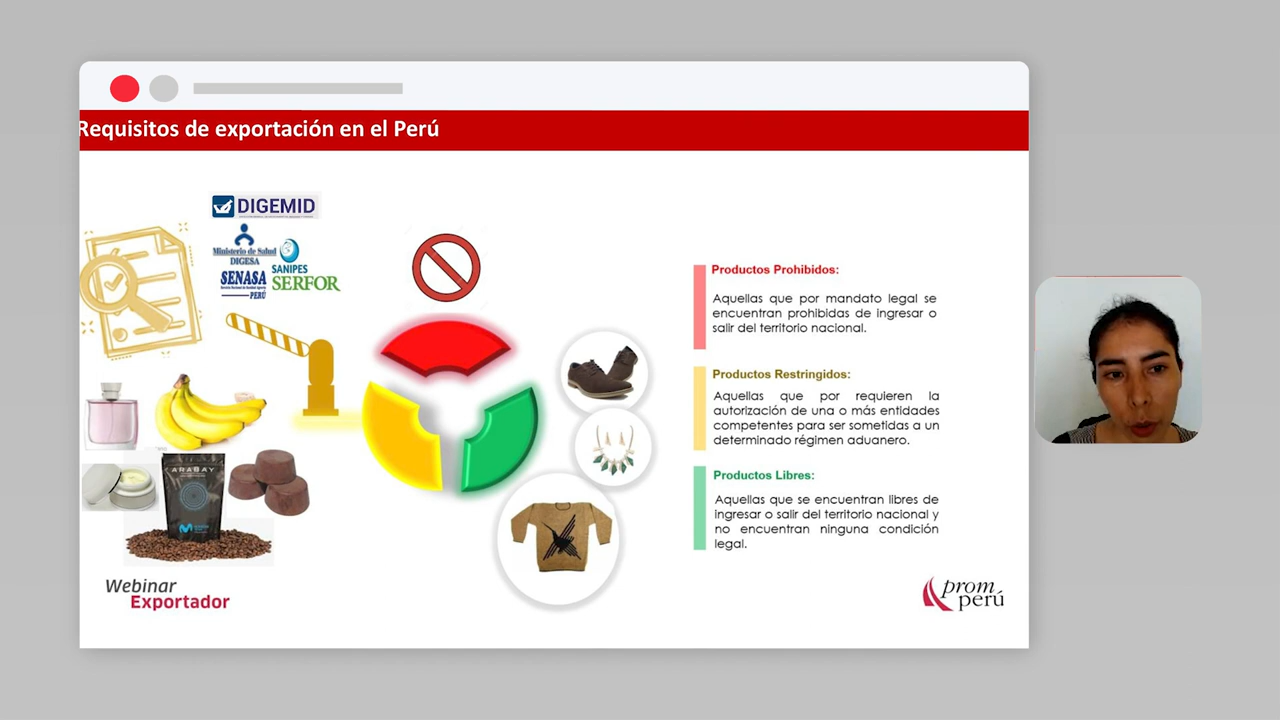 Requisitos de exportación en el Perú
DIGEMID
Ministerio de Salud
DIGESA
SANIPES
SENASA
SERFOR
PERÚ
ARABAY
Webinar
Exportador
Productos Prohibidos:
Aquellas que por mandato legal se
encuentran prohibidas de ingresar o
salir del territorio nacional.
Productos Restringidos:
Aquellas que por requieren la
autorización de una o más entidades
competentes para ser sometidas a un
determinado régimen aduanero.
Productos Libres:
Aquellas que se encuentran libres de
ingresar o salir del territorio nacional y
no encuentran ninguna condición
legal.
prom
perú